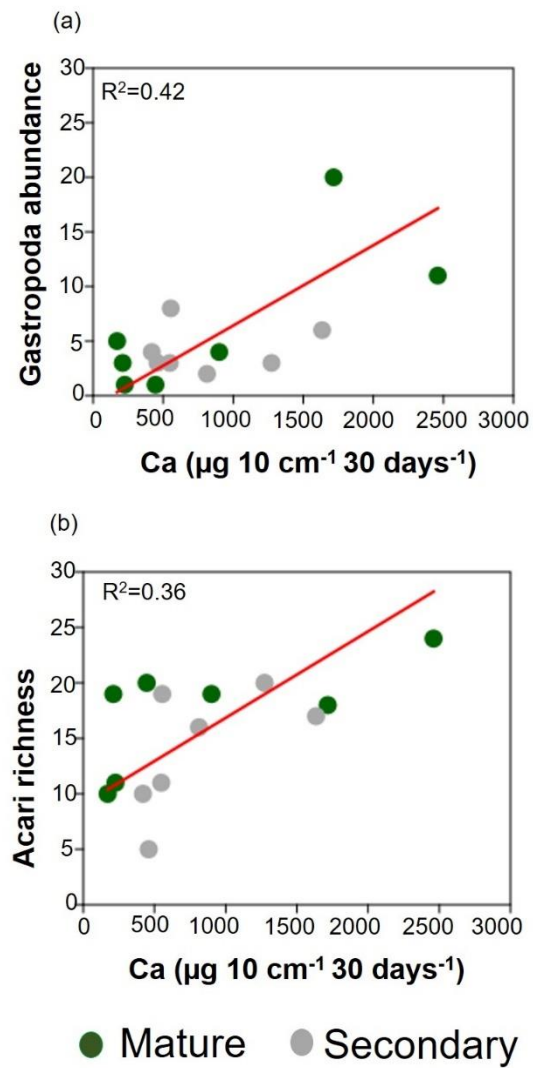 (a)
30
R²=0.42
25
20
15
10
5
0
Gastropoda abundance
0 500 1000 1500 2000 2500 3000
Ca (µg 10 cm⁻¹ 30 days⁻¹)
(b)
30
R²=0.36
25
20
15
10
5
0
Acari richness
0 500 1000 1500 2000 2500 3000
Ca (µg 10 cm⁻¹ 30 days⁻¹)
Mature Secondary